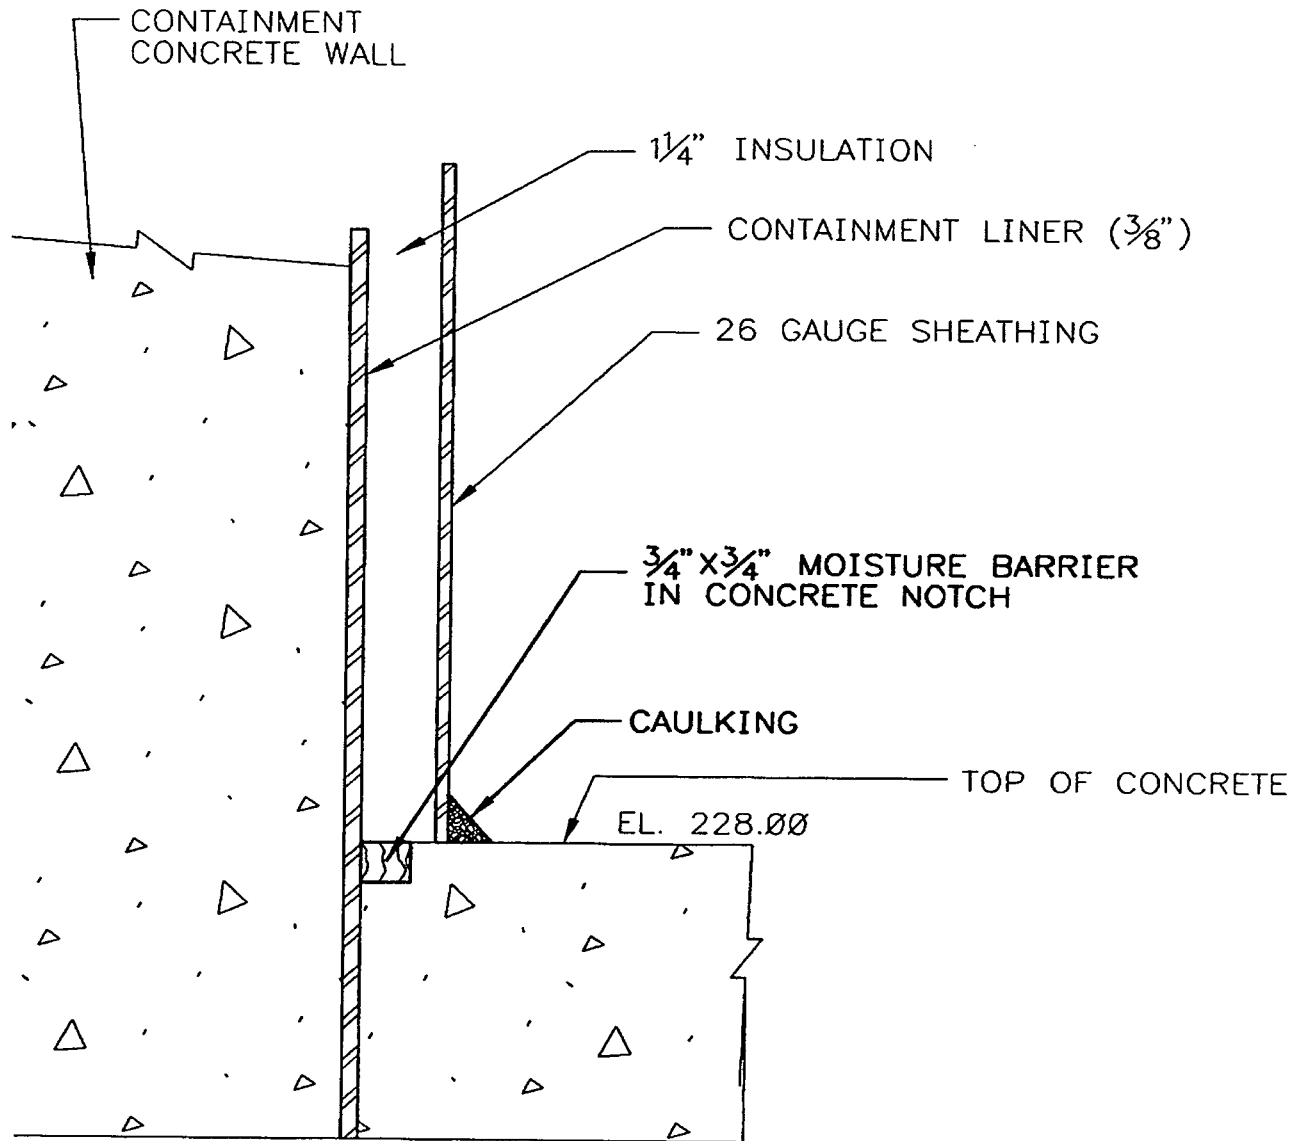 CONTAINMENT
CONCRETE WALL
1¼" INSULATION
CONTAINMENT LINER (⅜")
26 GAUGE SHEATHING
¾"X¾" MOISTURE BARRIER
IN CONCRETE NOTCH
CAULKING
TOP OF CONCRETE
EL. 228.00